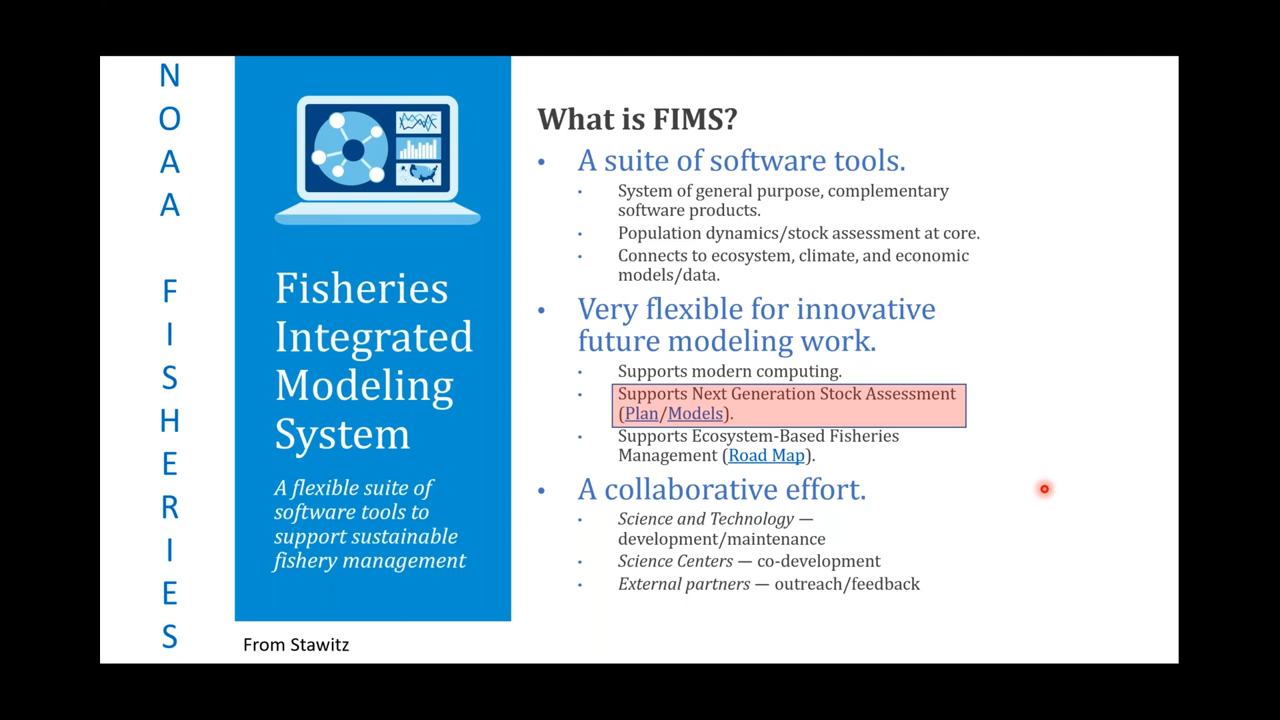 NOAA FISHERIES
Fisheries
Integrated
Modeling
System
A flexible suite of
software tools to
support sustainable
fishery management
From Stawitz
What is FIMS?
• A suite of software tools.
• System of general purpose, complementary
software products.
• Population dynamics/stock assessment at core.
• Connects to ecosystem, climate, and economic
models/data.
• Very flexible for innovative
future modeling work.
• Supports modern computing.
• Supports Next Generation Stock Assessment
(Plan/Models).
• Supports Ecosystem-Based Fisheries
Management (Road Map).
• A collaborative effort.
• Science and Technology —
development/maintenance
• Science Centers — co-development
• External partners — outreach/feedback